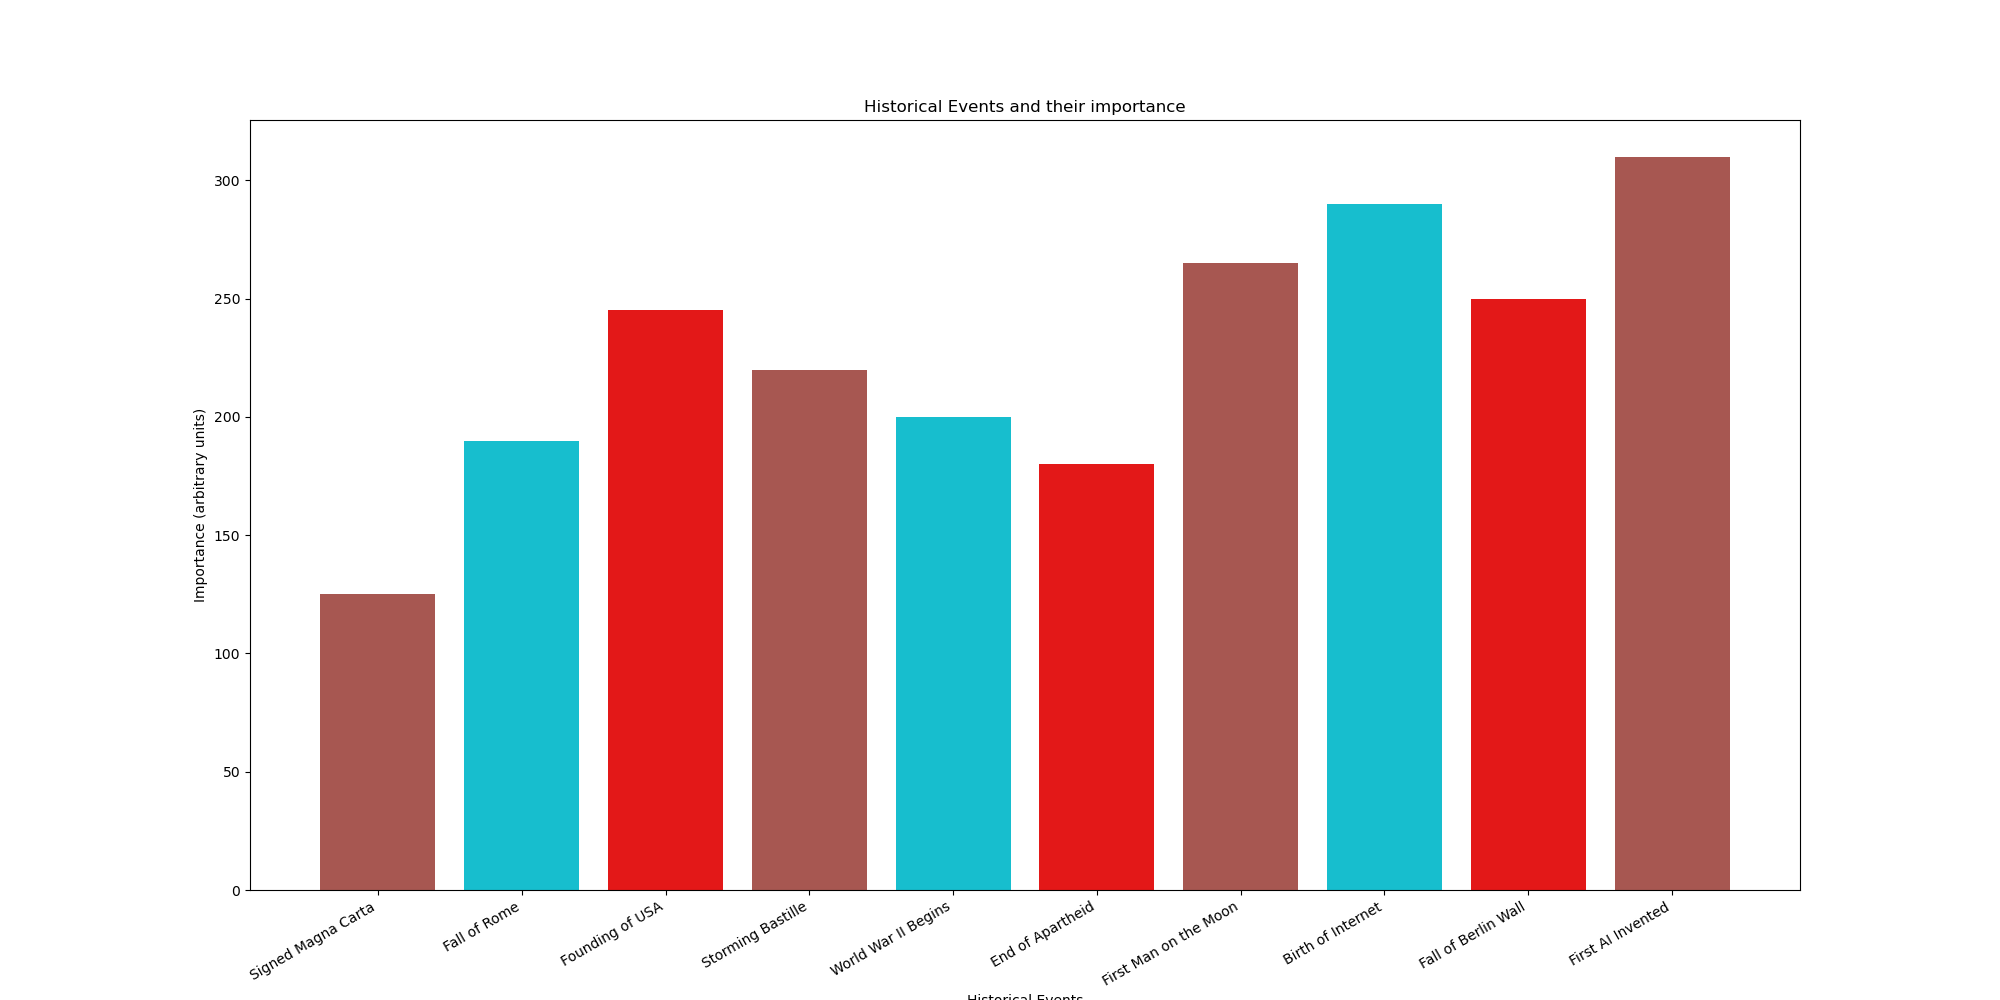 Historical Events and their importance
Importance (arbitrary units)
300
250
200
150
100
50
0
Signed Magna Carta
Fall of Rome
Founding of USA
Storming Bastille
World War II Begins
End of Apartheid
First Man on the Moon
Birth of Internet
Fall of Berlin Wall
First AI Invented
Historical Events